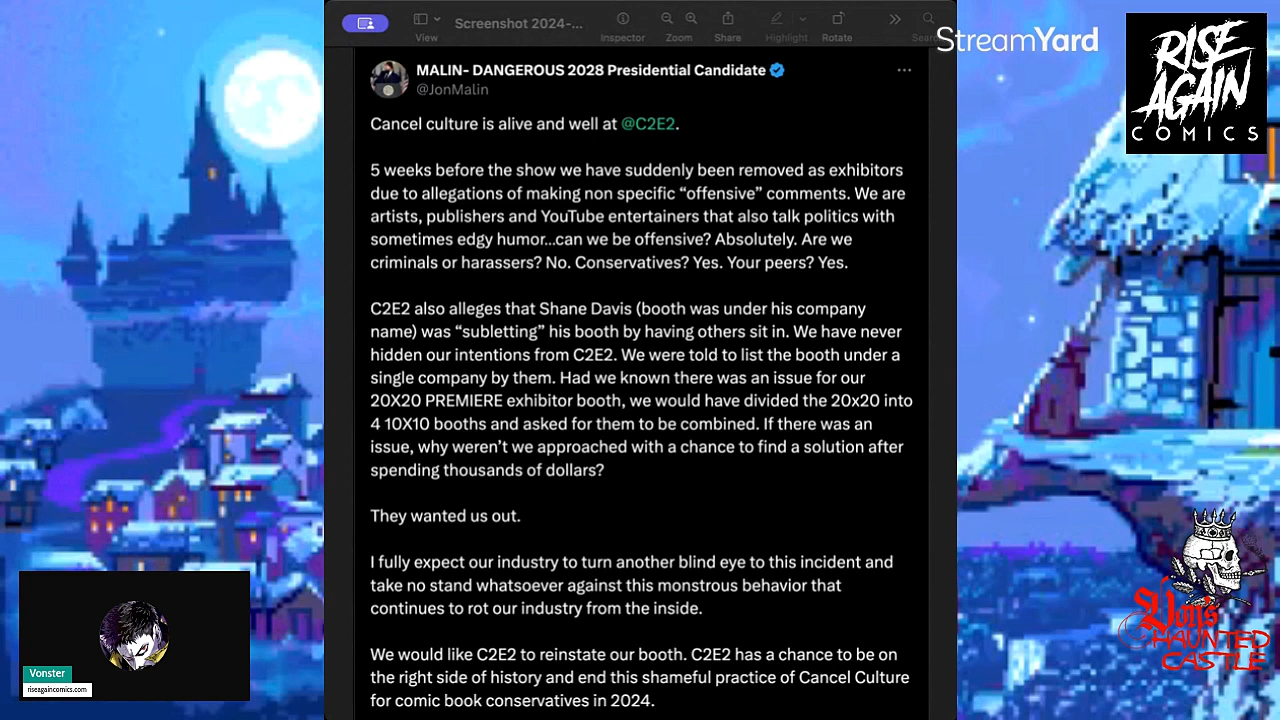 Screenshot 2024-...
View
Inspector
Zoom
Share
Highlight
Rotate
Sear
StreamYard
RISE
AGAIN
COMICS
MALIN- DANGEROUS 2028 Presidential Candidate
@JonMalin
Cancel culture is alive and well at @C2E2.
5 weeks before the show we have suddenly been removed as exhibitors
due to allegations of making non specific “offensive” comments. We are
artists, publishers and YouTube entertainers that also talk politics with
sometimes edgy humor...can we be offensive? Absolutely. Are we
criminals or harassers? No. Conservatives? Yes. Your peers? Yes.
C2E2 also alleges that Shane Davis (booth was under his company
name) was “subletting” his booth by having others sit in. We have never
hidden our intentions from C2E2. We were told to list the booth under a
single company by them. Had we known there was an issue for our
20X20 PREMIERE exhibitor booth, we would have divided the 20x20 into
4 10X10 booths and asked for them to be combined. If there was an
issue, why weren’t we approached with a chance to find a solution after
spending thousands of dollars?
They wanted us out.
I fully expect our industry to turn another blind eye to this incident and
take no stand whatsoever against this monstrous behavior that
continues to rot our industry from the inside.
We would like C2E2 to reistate our booth. C2E2 has a chance to be on
the right side of history and end this shameful practice of Cancel Culture
for comic book conservatives in 2024.
Vonster
riseagaincomics.com
Von's
HAUNTED
CASTLE